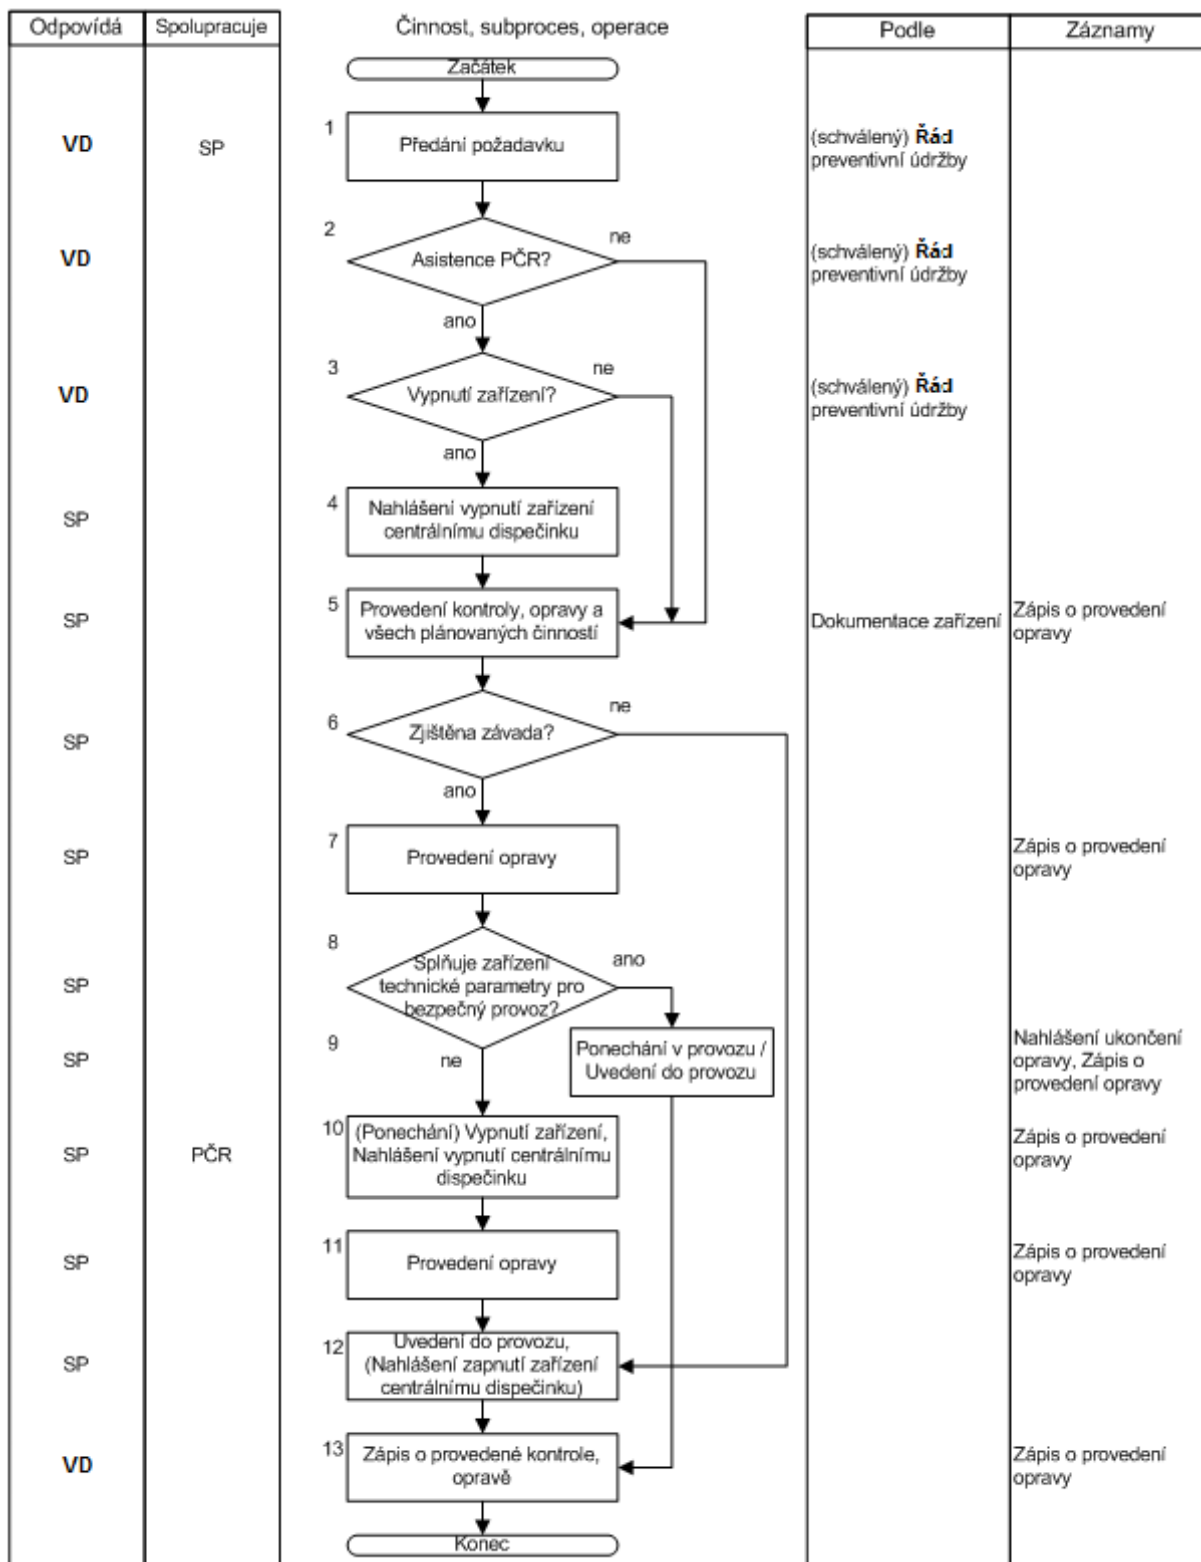 Odpovídá Spolupracuje Činnost, subproces, operace Podle Záznamy
Začátek
1
VD
SP
Předání požadavku
(schválený) Řád
preventivní údržby
2
ne
VD
Asistence PČR?
(schválený) Řád
preventivní údržby
ano
3
ne
VD
Vypnutí zařízení?
(schválený) Řád
preventivní údržby
ano
4
SP
Nahlášení vypnutí zařízení
centrálnímu dispečinku
5
SP
Provedení kontroly, opravy a
všech plánovaných činností
Dokumentace zařízení
Zápis o provedení
opravy
ne
6
SP
Zjištěna závada?
ano
7
SP
Provedení opravy
Zápis o provedení
opravy
8
SP
Splňuje zařízení
technické parametry pro
bezpečný provoz?
ano
9
SP
ne
Ponechání v provozu /
Uvedení do provozu
Nahlášení ukončení
opravy, Zápis o
provedení opravy
10
SP
PČR
(Ponechání) Vypnutí zařízení,
Nahlášení vypnutí centrálnímu
dispečinku
Zápis o provedení
opravy
11
SP
Provedení opravy
Zápis o provedení
opravy
12
SP
Uvedení do provozu,
(Nahlášení zapnutí zařízení
centrálnímu dispečinku)
13
VD
Zápis o provedené kontrole,
opravě
Zápis o provedení
opravy
Konec